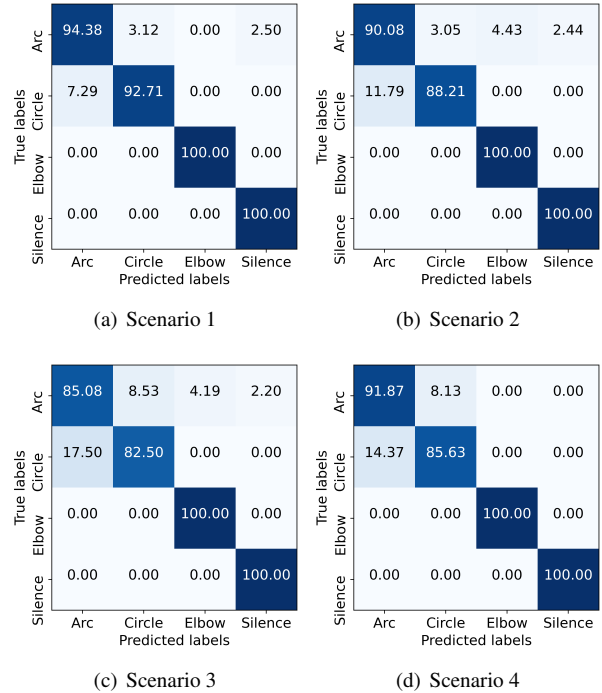 True labels
Arc
94.38 3.12 0.00 2.50
Circle
7.29 92.71 0.00 0.00
Elbow
0.00 0.00 100.00 0.00
Silence
0.00 0.00 0.00 100.00
Arc Circle Elbow Silence
Predicted labels
(a) Scenario 1
True labels
Arc
90.08 3.05 4.43 2.44
Circle
11.79 88.21 0.00 0.00
Elbow
0.00 0.00 100.00 0.00
Silence
0.00 0.00 0.00 100.00
Arc Circle Elbow Silence
Predicted labels
(b) Scenario 2
True labels
Arc
85.08 8.53 4.19 2.20
Circle
17.50 82.50 0.00 0.00
Elbow
0.00 0.00 100.00 0.00
Silence
0.00 0.00 0.00 100.00
Arc Circle Elbow Silence
Predicted labels
(c) Scenario 3
True labels
Arc
91.87 8.13 0.00 0.00
Circle
14.37 85.63 0.00 0.00
Elbow
0.00 0.00 100.00 0.00
Silence
0.00 0.00 0.00 100.00
Arc Circle Elbow Silence
Predicted labels
(d) Scenario 4